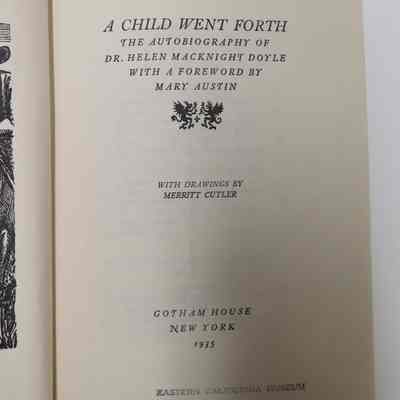 A CHILD WENT FORTH
THE AUTOBIOGRAPHY OF
DR. HELEN MACKNIGHT DOYLE
WITH A FOREWORD BY
MARY AUSTIN
WITH DRAWINGS BY
MERRITT CUTLER
GOTHAM HOUSE
NEW YORK
1935
EASTERN CALIFORNIA MUSEUM